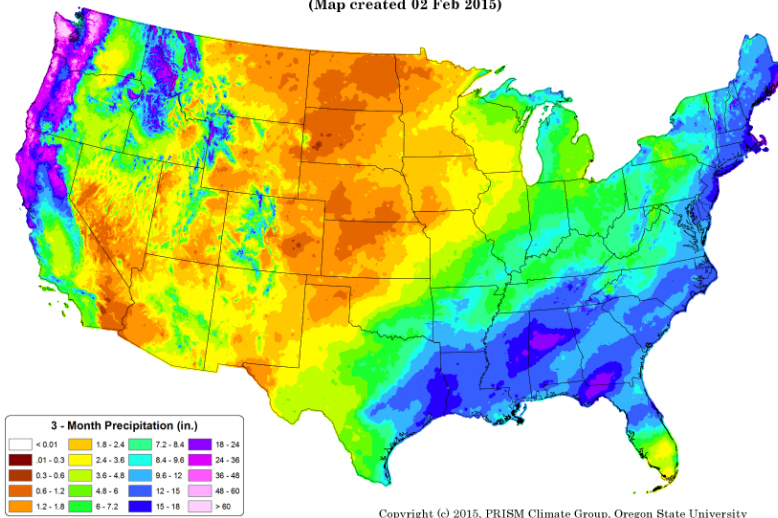 (Map created 02 Feb 2015)
3 - Month Precipitation (in.)
< 0.01 1.8 - 2.4 7.2 - 8.4 18 - 24
.01 - 0.3 2.4 - 3.6 8.4 - 9.6 24 - 36
0.3 - 0.6 3.6 - 4.8 9.6 - 12 36 - 48
0.6 - 1.2 4.8 - 6 12 - 15 48 - 60
1.2 - 1.8 6 - 7.2 15 - 18 > 60
Copyright (c) 2015, PRISM Climate Group, Oregon State University